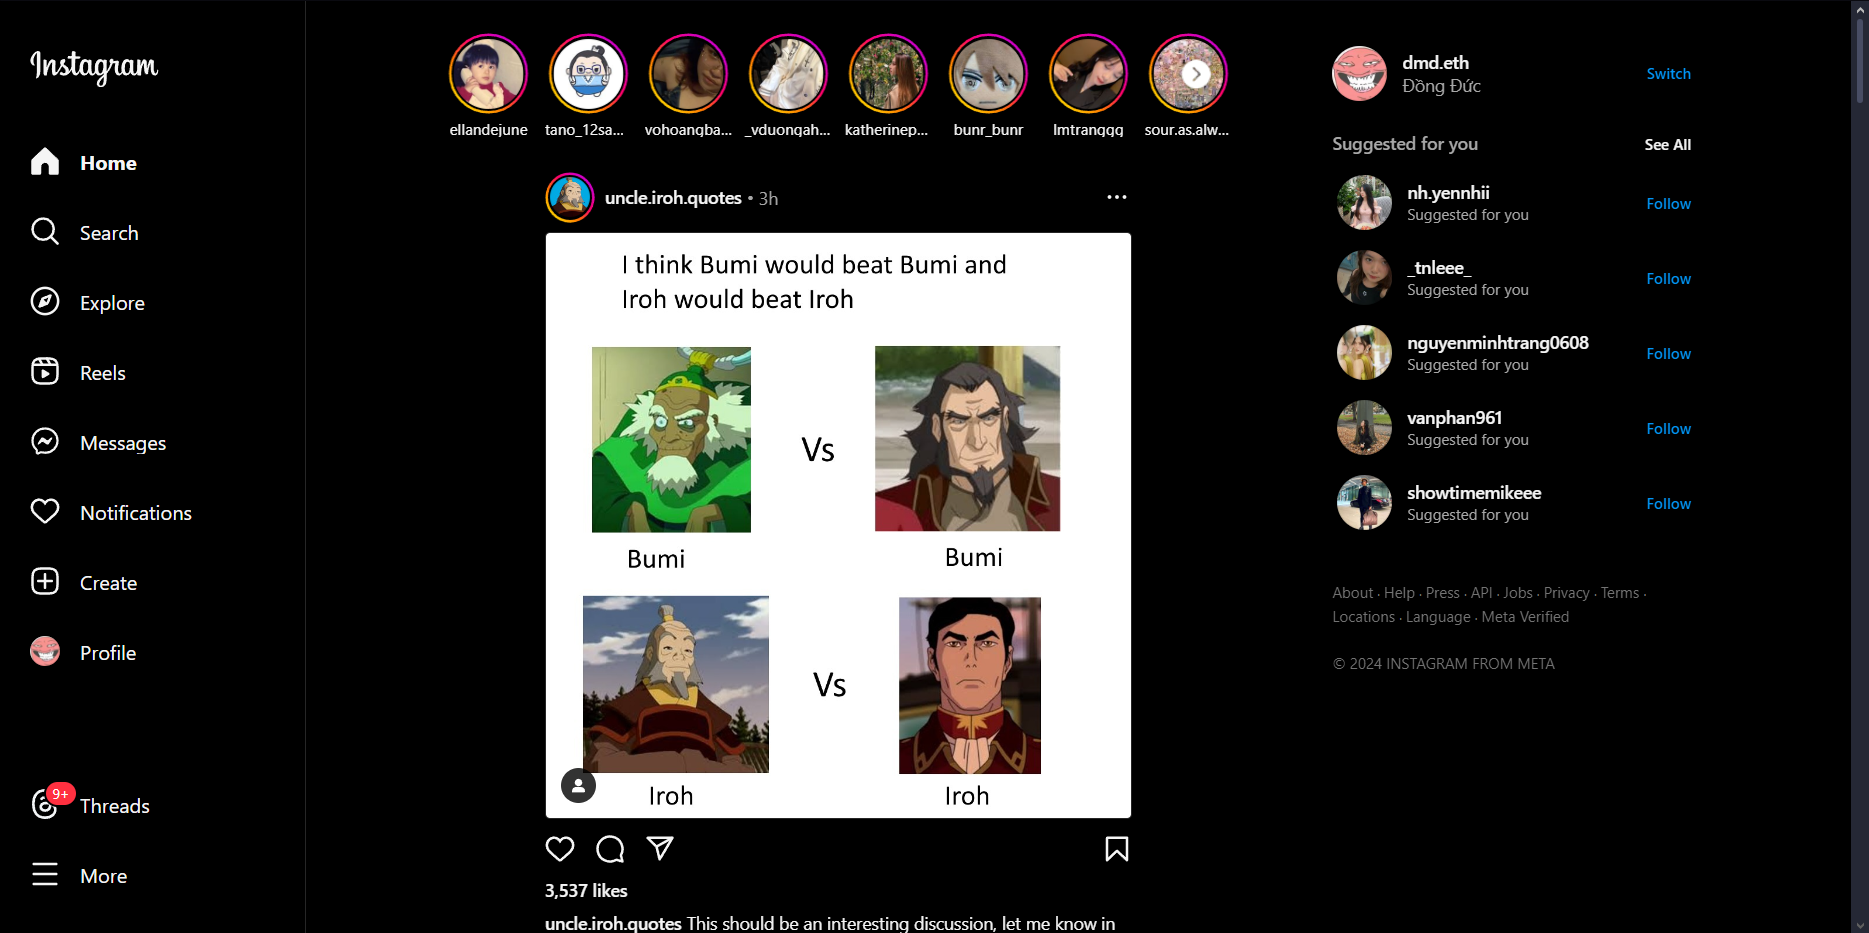 Instagram
Home
Search
Explore
Reels
Messages
Notifications
Create
Profile
9+
Threads
More
ellandejune
tano_12sa...
vohoangba...
_vduongah...
katherinep...
bunr_bunr
lmtranggg
sour.as.alw...
uncle.iroh.quotes • 3h
I think Bumi would beat Bumi and
Iroh would beat Iroh
Vs
Bumi
Bumi
Vs
Iroh
Iroh
3,537 likes
uncle.iroh.quotes This should be an interesting discussion, let me know in
dmd.eth
Đồng Đức
Switch
Suggested for you
See All
nh.yennhii
Suggested for you
Follow
_tnleee_
Suggested for you
Follow
nguyenminhtrang0608
Suggested for you
Follow
vanphan961
Suggested for you
Follow
showtimemikeee
Suggested for you
Follow
About · Help · Press · API · Jobs · Privacy · Terms ·
Locations · Language · Meta Verified
© 2024 INSTAGRAM FROM META